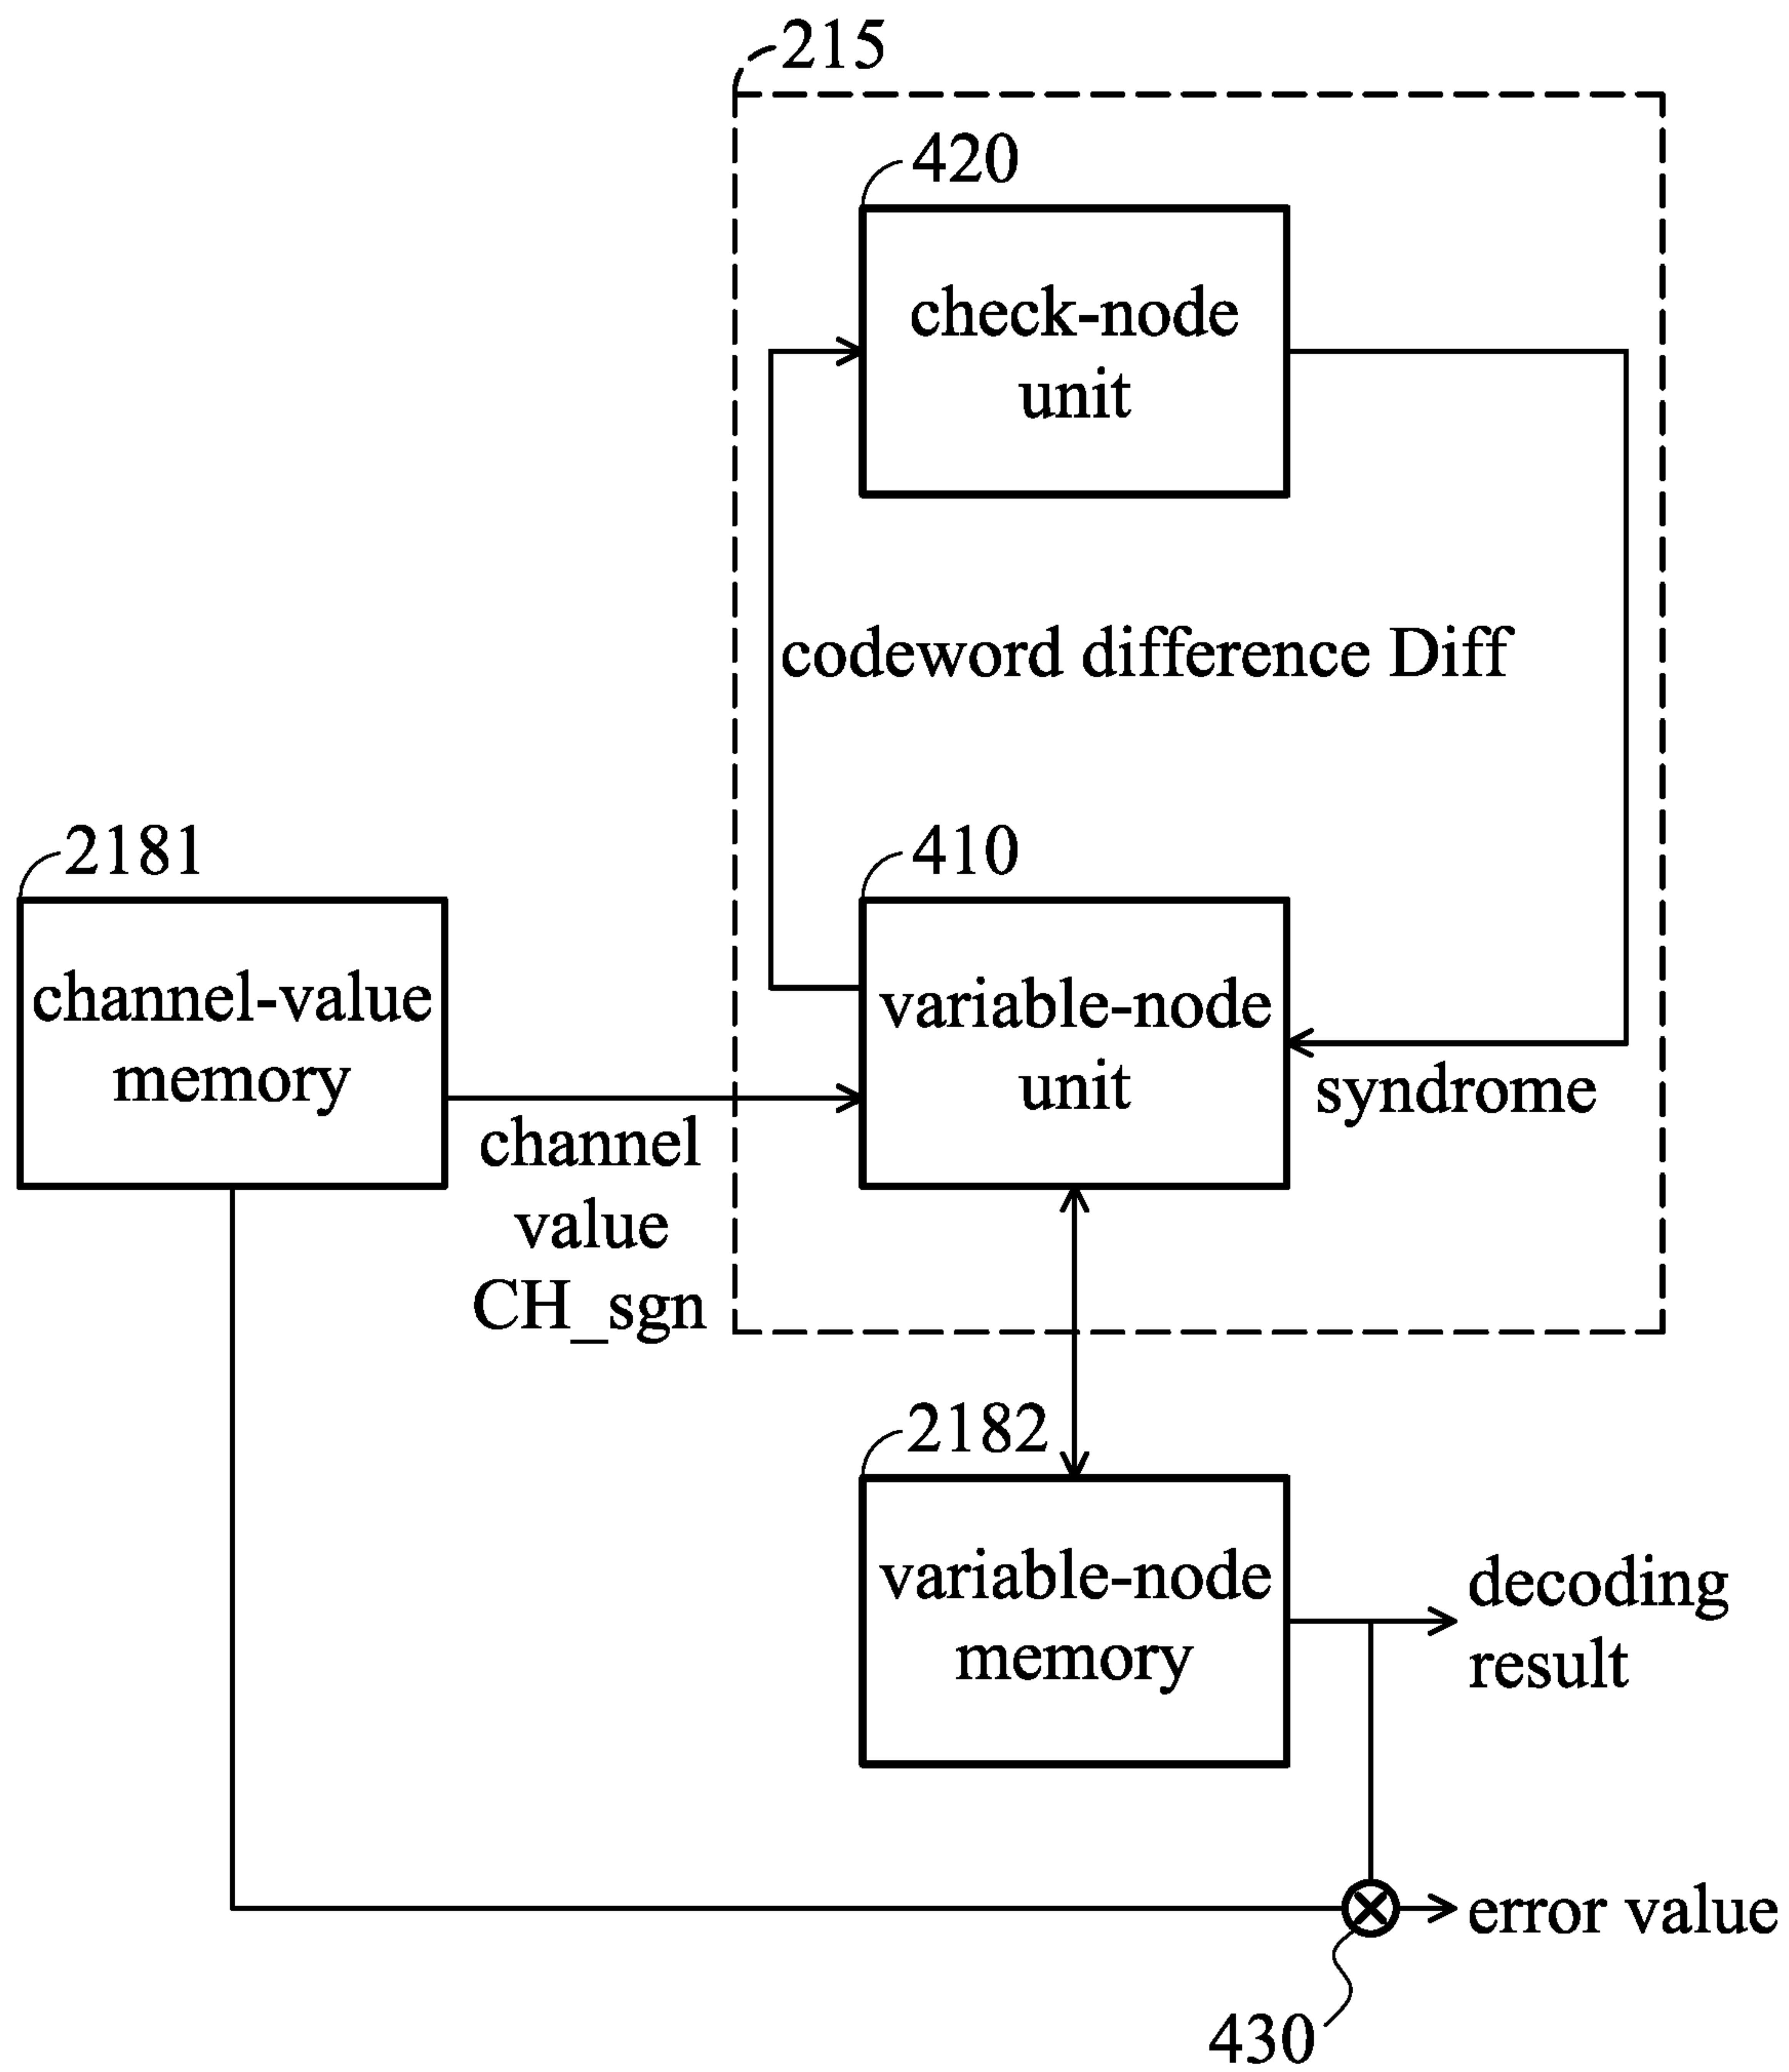 215
420
check-node
unit
codeword difference Diff
2181
channel-value
memory
410
variable-node
unit
syndrome
channel
value
CH_sgn
2182
variable-node
memory
decoding
result
error value
430